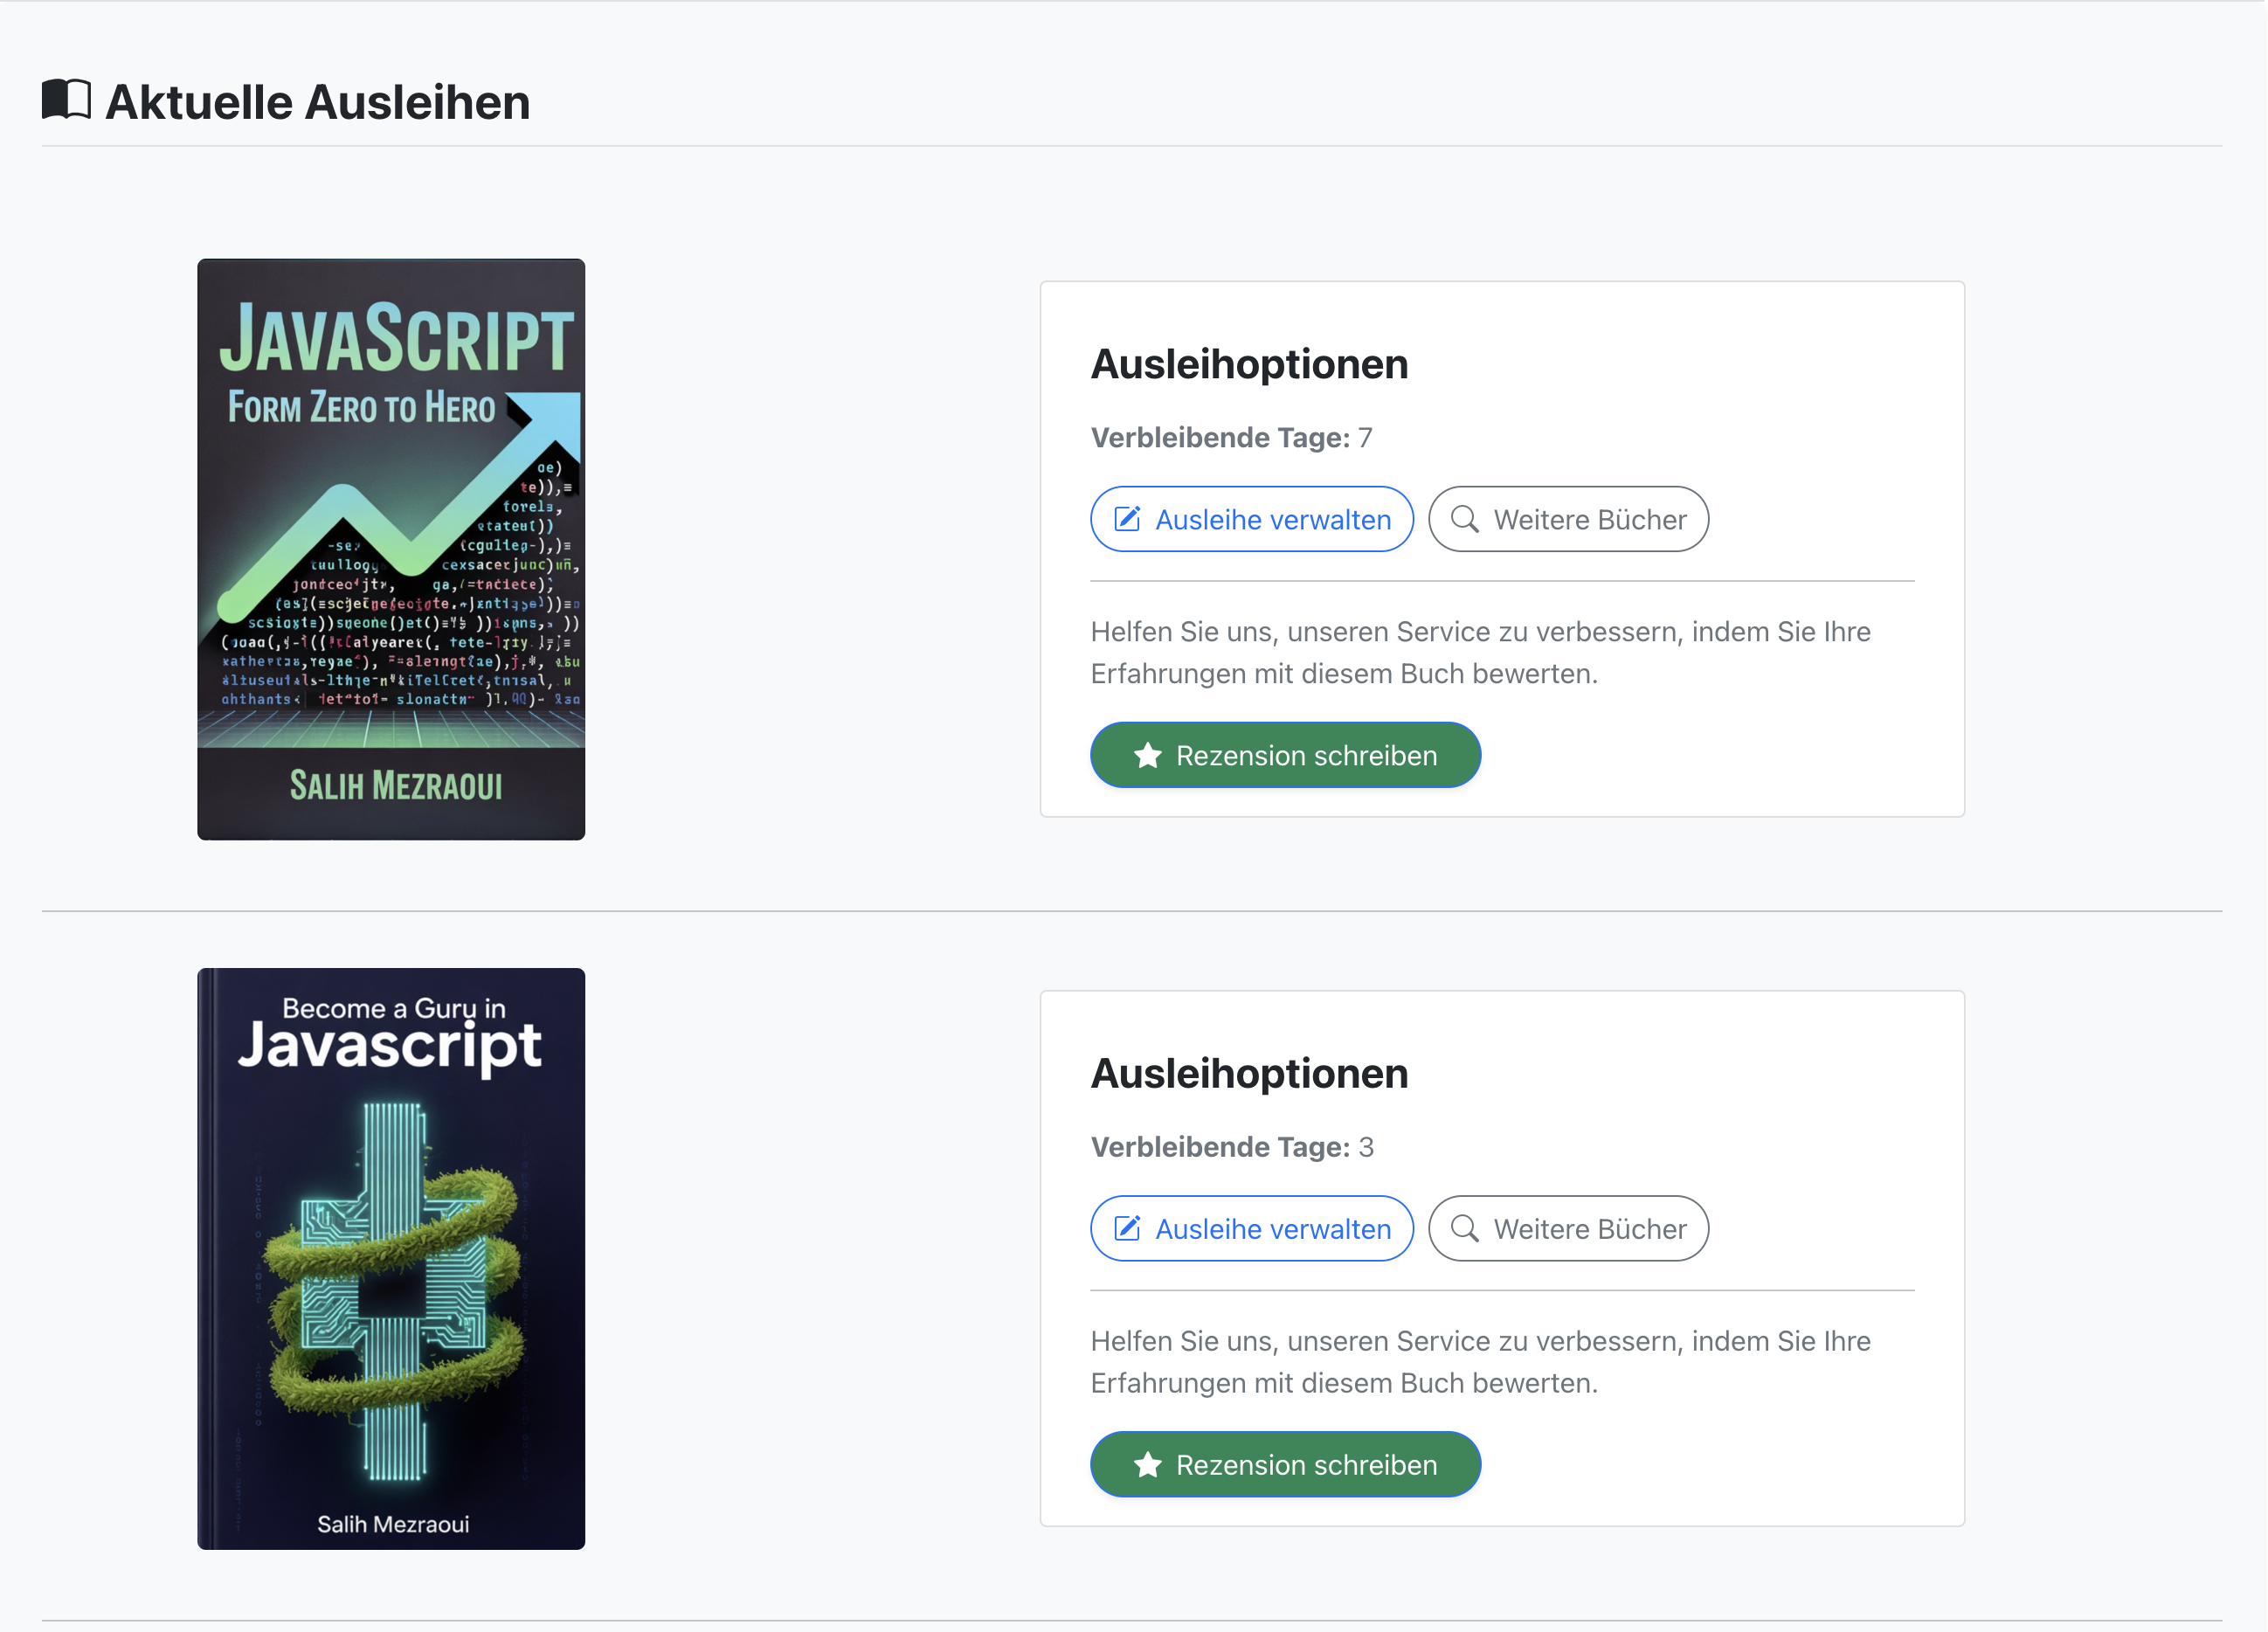 Aktuelle Ausleihen
JAVASCRIPT
FORM ZERO TO HERO
SALIH MEZRAOUI
Ausleihoptionen
Verbleibende Tage: 7
Ausleihe verwalten
Weitere Bücher
Helfen Sie uns, unseren Service zu verbessern, indem Sie Ihre
Erfahrungen mit diesem Buch bewerten.
Rezension schreiben
Become a Guru in
Javascript
Salih Mezraoui
Ausleihoptionen
Verbleibende Tage: 3
Ausleihe verwalten
Weitere Bücher
Helfen Sie uns, unseren Service zu verbessern, indem Sie Ihre
Erfahrungen mit diesem Buch bewerten.
Rezension schreiben